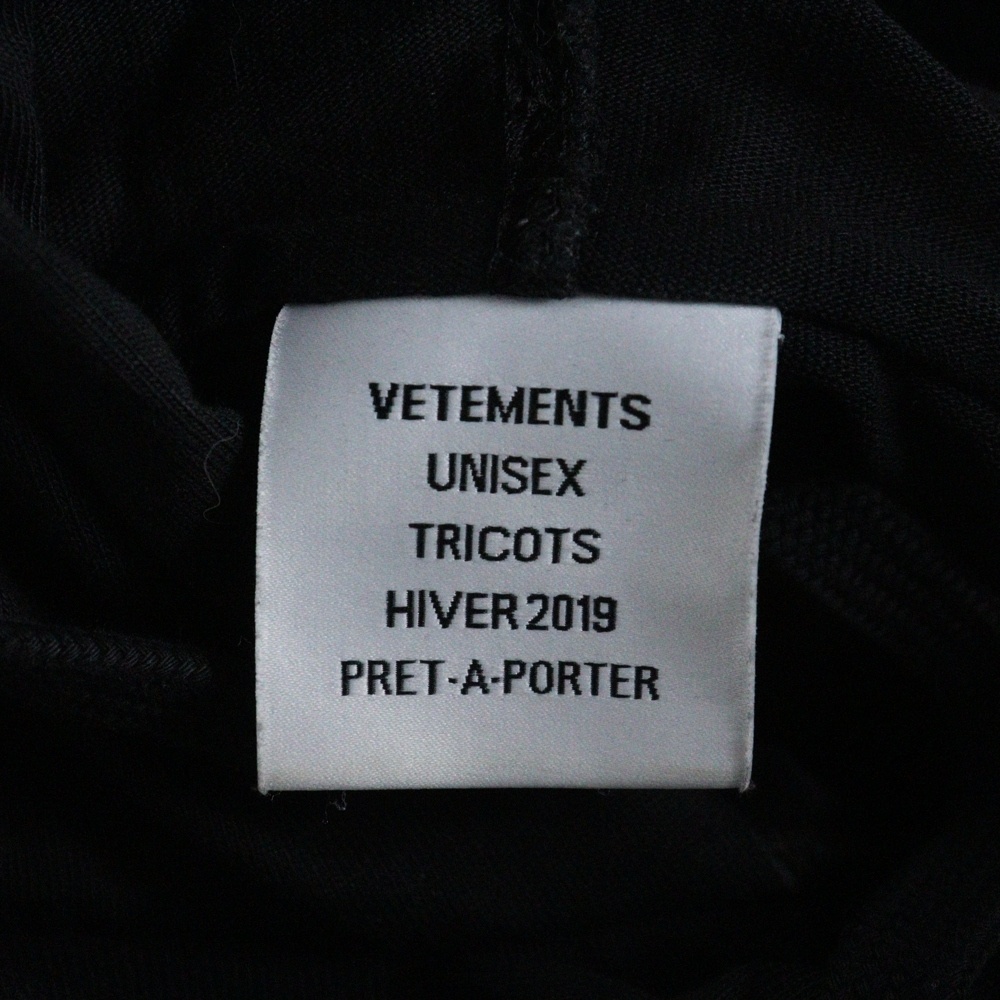 VETEMENTS
UNISEX
TRICOTS
HIVER 2019
PRET-A-PORTER